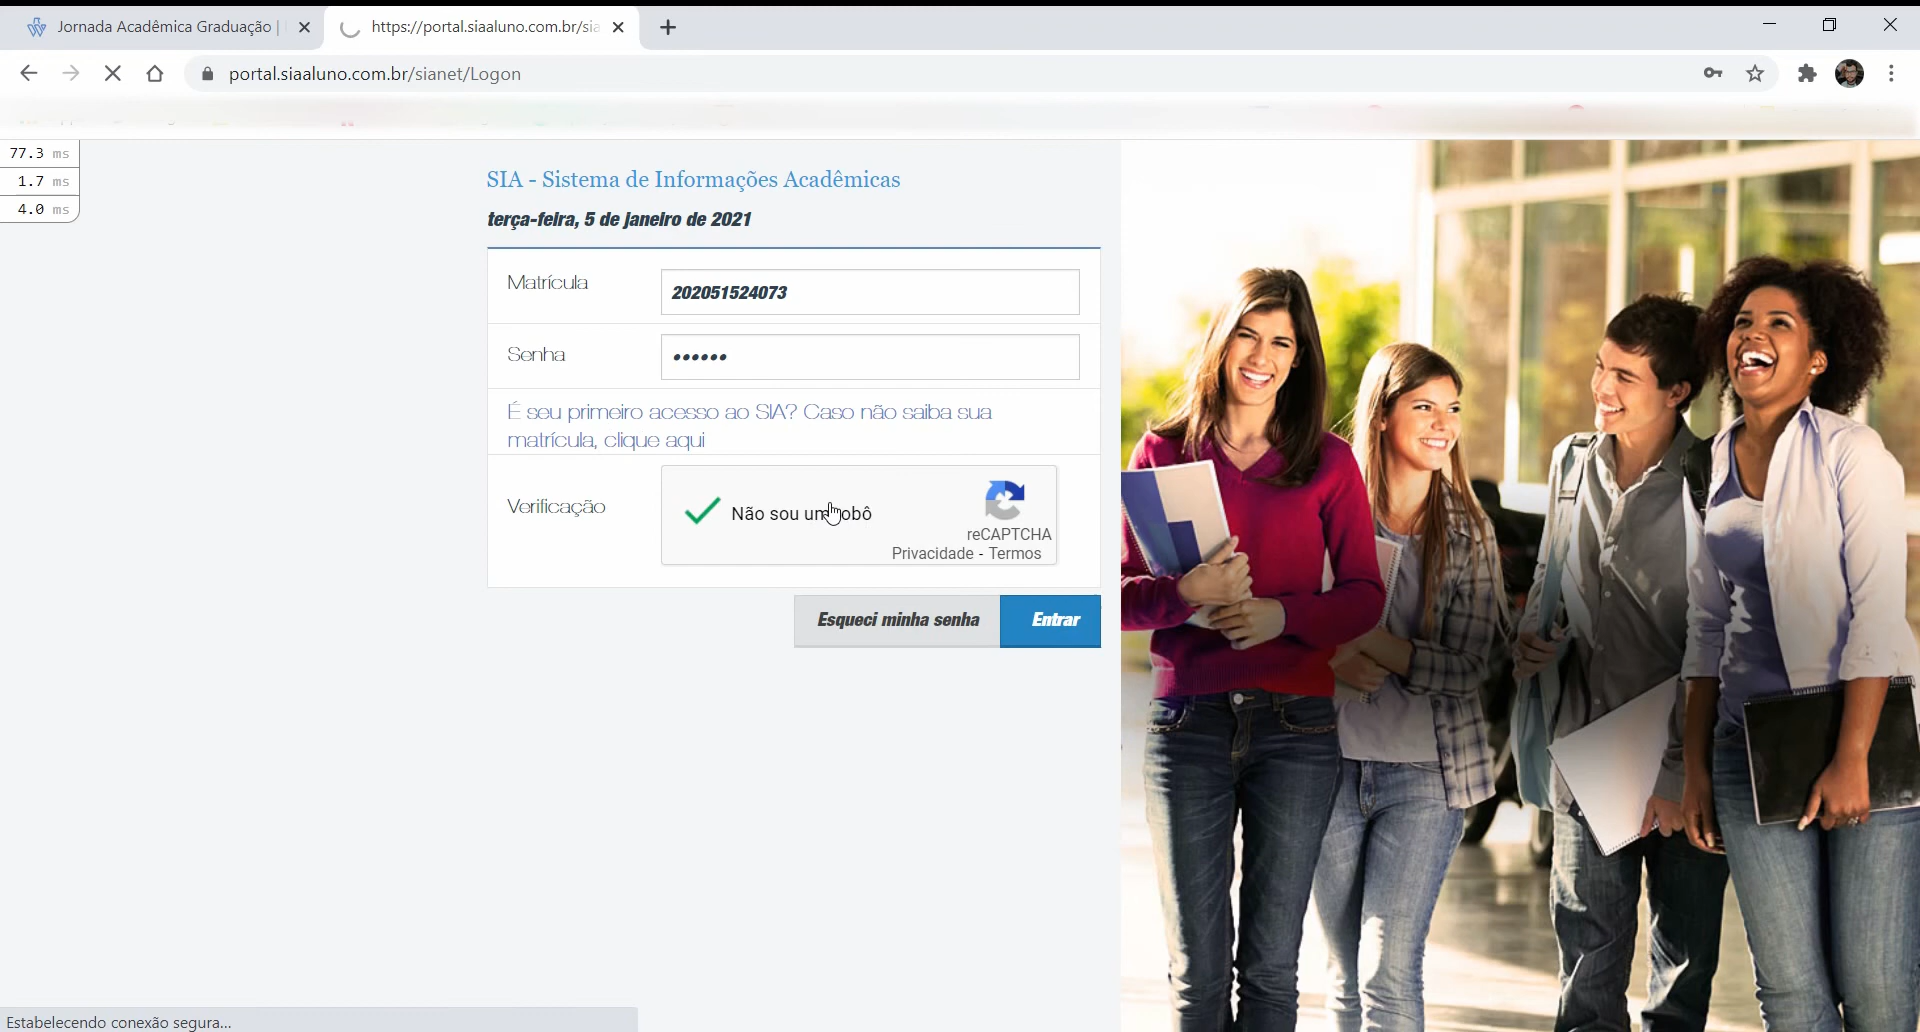 Jornada Acadêmica Graduação |
https://portal.siaaluno.com.br/sia
portal.siaaluno.com.br/sianet/Logon
77.3 ms
1.7 ms
4.0 ms
SIA - Sistema de Informações Acadêmicas
terça-feira, 5 de janeiro de 2021
Matrícula
202051524073
Senha
••••••
É seu primeiro acesso ao SIA? Caso não saiba sua
matrícula, clique aqui
Verificação
Não sou um robô
reCAPTCHA
Privacidade - Termos
Esqueci minha senha
Entrar
Estabelecendo conexão segura...